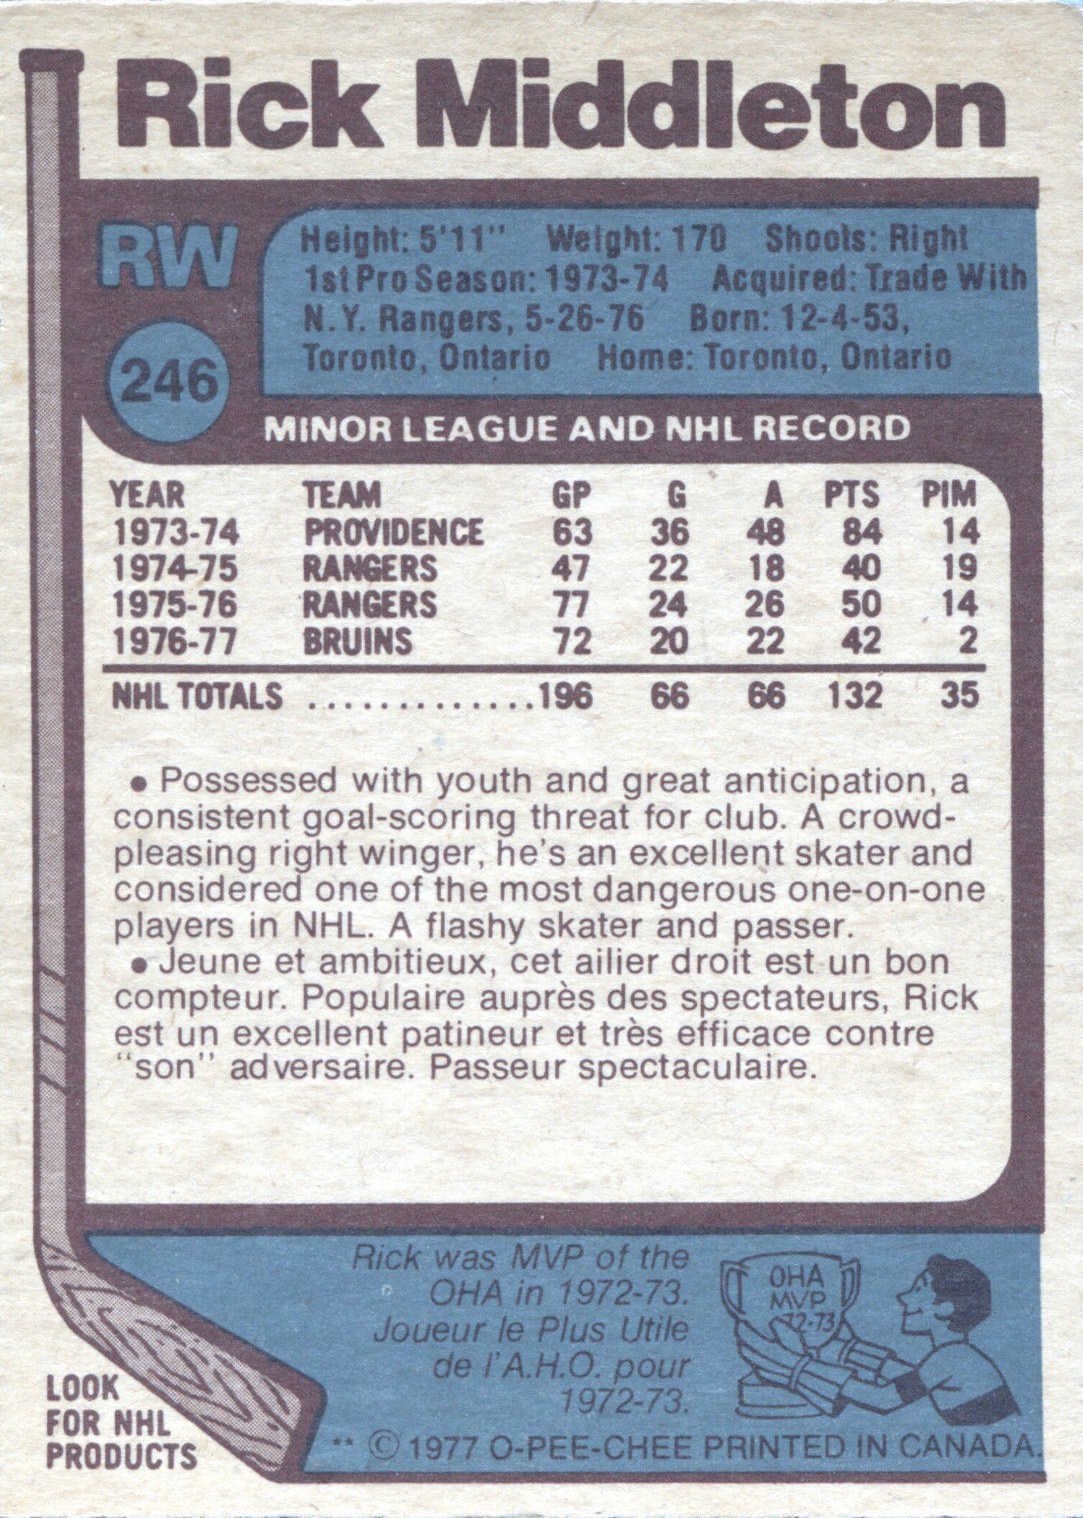 Rick Middleton
RW
Height: 5'11" Weight: 170 Shoots: Right
1st Pro Season: 1973-74 Acquired: Trade With
N.Y. Rangers, 5-26-76 Born: 12-4-53,
Toronto, Ontario Home: Toronto, Ontario
246
MINOR LEAGUE AND NHL RECORD
YEAR TEAM GP G A PTS PIM
1973-74 PROVIDENCE 63 36 48 84 14
1974-75 RANGERS 47 22 18 40 19
1975-76 RANGERS 77 24 26 50 14
1976-77 BRUINS 72 20 22 42 2
NHL TOTALS .............196 66 66 132 35
• Possessed with youth and great anticipation, a
consistent goal-scoring threat for club. A crowd-
pleasing right winger, he's an excellent skater and
considered one of the most dangerous one-on-one
players in NHL. A flashy skater and passer.
• Jeune et ambitieux, cet ailier droit est un bon
compteur. Populaire auprès des spectateurs, Rick
est un excellent patineur et très efficace contre
"son" adversaire. Passeur spectaculaire.
Rick was MVP of the
OHA in 1972-73.
Joueur le Plus Utile
de l'A.H.O. pour
1972-73.
OHA
MVP
72-73
LOOK
FOR NHL
PRODUCTS
** © 1977 O-PEE-CHEE PRINTED IN CANADA.